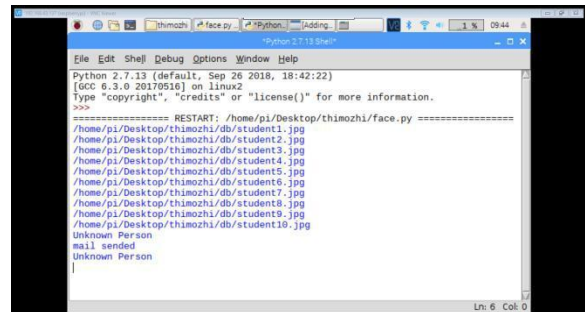 thimozhi
face.py ...
*Python...
[Adding...
1 %
09:44
*Python 2.7.13 Shell*
File Edit Shell Debug Options Window Help
Python 2.7.13 (default, Sep 26 2018, 18:42:22)
[GCC 6.3.0 20170516] on linux2
Type "copyright", "credits" or "license()" for more information.
>>>
================= RESTART: /home/pi/Desktop/thimozhi/face.py =================
/home/pi/Desktop/thimozhi/db/student1.jpg
/home/pi/Desktop/thimozhi/db/student2.jpg
/home/pi/Desktop/thimozhi/db/student3.jpg
/home/pi/Desktop/thimozhi/db/student4.jpg
/home/pi/Desktop/thimozhi/db/student5.jpg
/home/pi/Desktop/thimozhi/db/student6.jpg
/home/pi/Desktop/thimozhi/db/student7.jpg
/home/pi/Desktop/thimozhi/db/student8.jpg
/home/pi/Desktop/thimozhi/db/student9.jpg
/home/pi/Desktop/thimozhi/db/student10.jpg
Unknown Person
mail sended
Unknown Person
Ln: 6 Col: 0